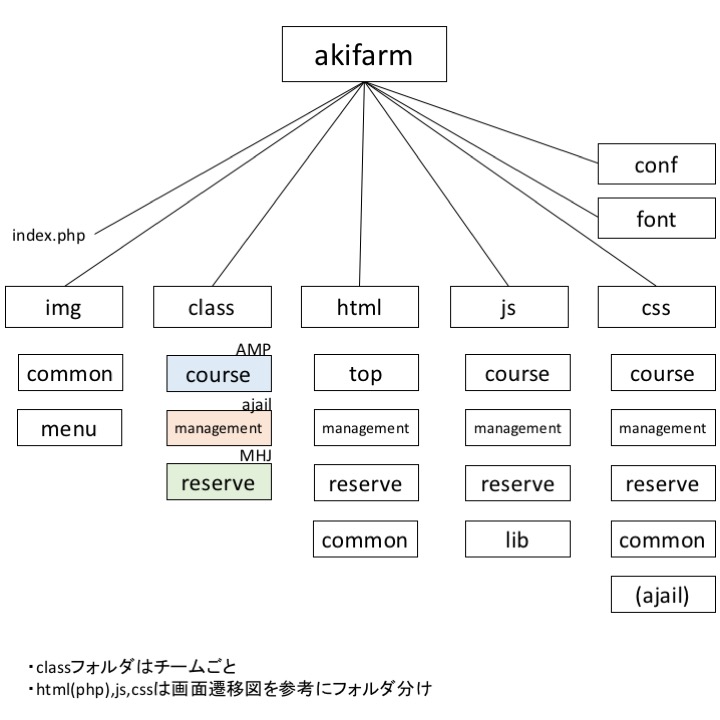 akifarm
conf
font
index.php
img
class
html
js
css
AMP
common
course
top
course
course
ajail
menu
management
management
management
management
MHJ
reserve
reserve
reserve
reserve
common
lib
common
(ajail)
・classフォルダはチームごと
・html(php),js,cssは画面遷移図を参考にフォルダ分け